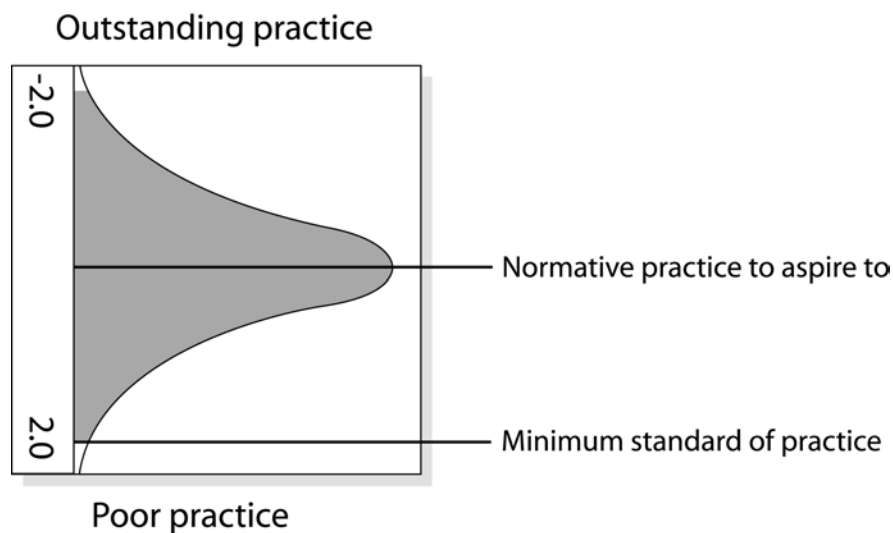 Outstanding practice
-2.0
Normative practice to aspire to
2.0
Minimum standard of practice
Poor practice